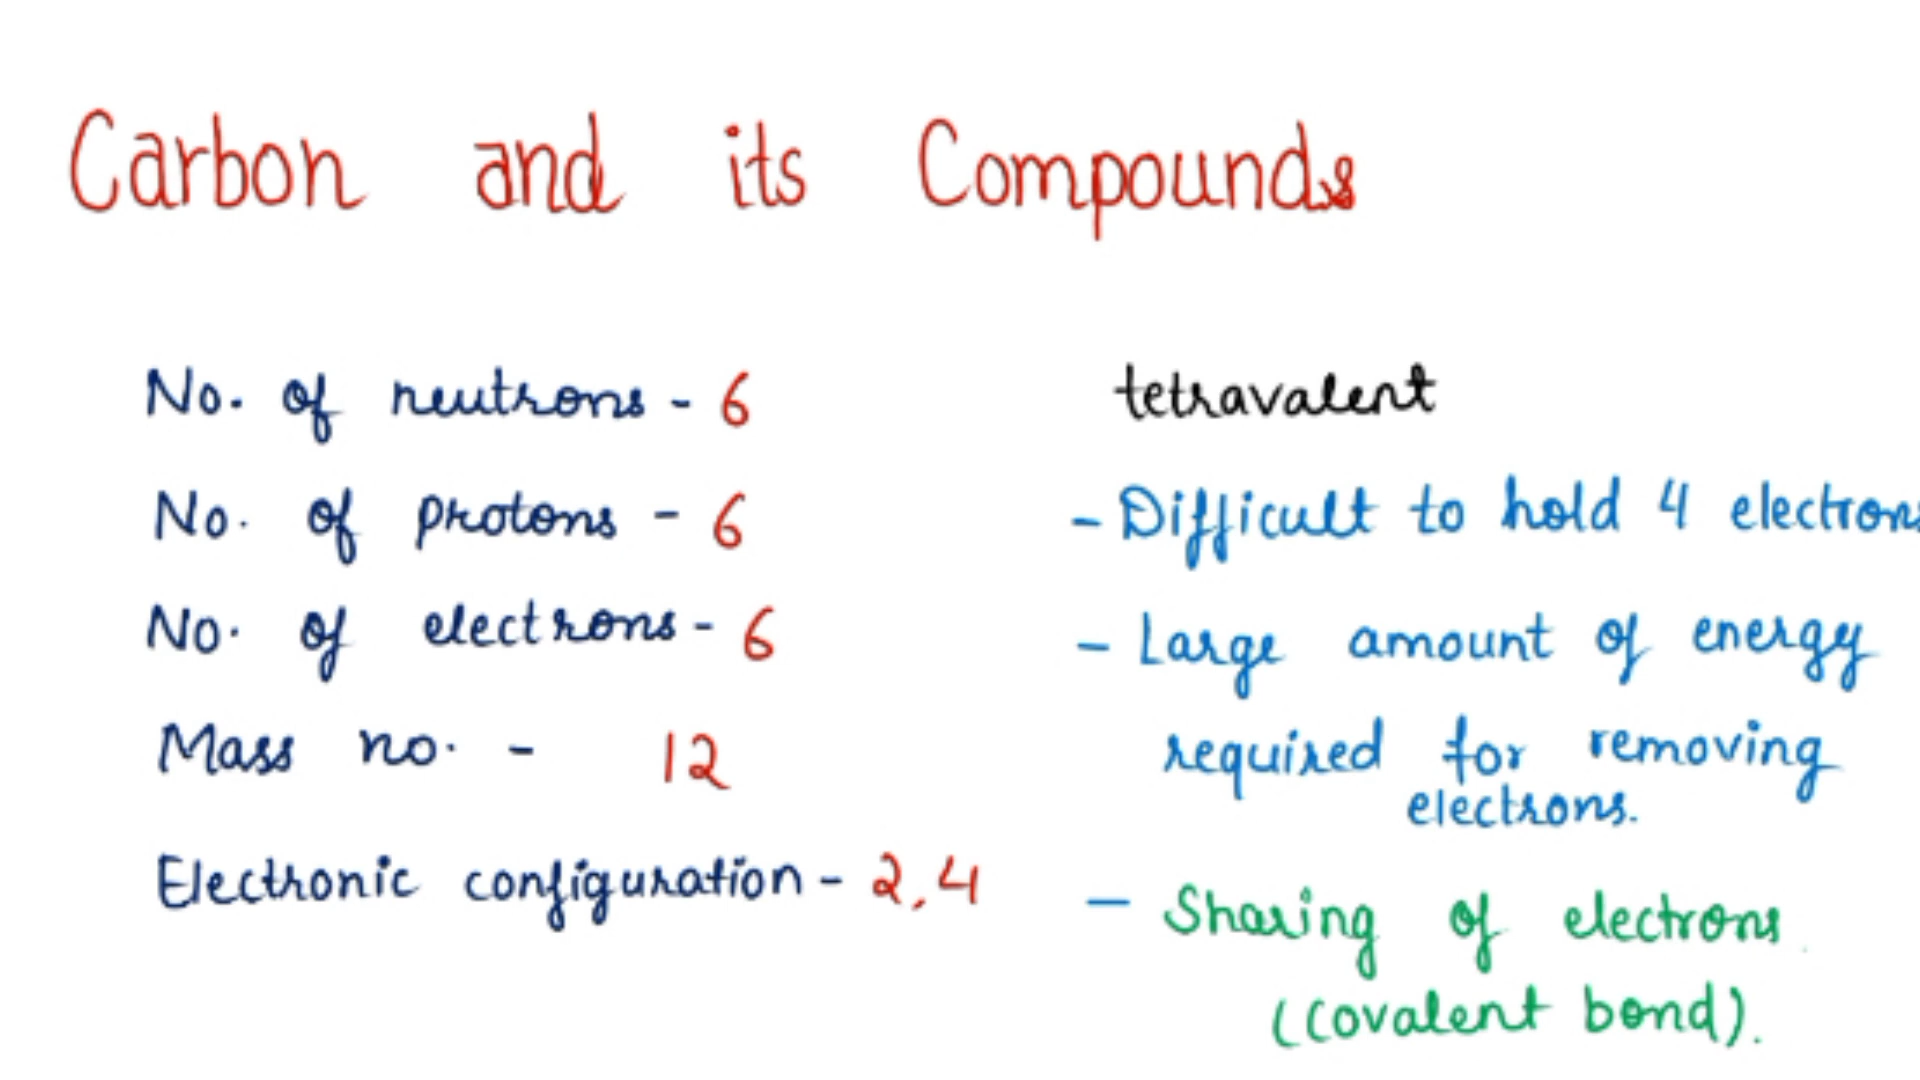 Carbon and its Compounds
No. of neutrons - 6
No. of protons - 6
No. of electrons - 6
Mass no. - 12
Electronic configuration - 2,4
tetravalent
- Difficult to hold 4 electrons
- Large amount of energy
required for removing
electrons.
- Sharing of electrons
(covalent bond).